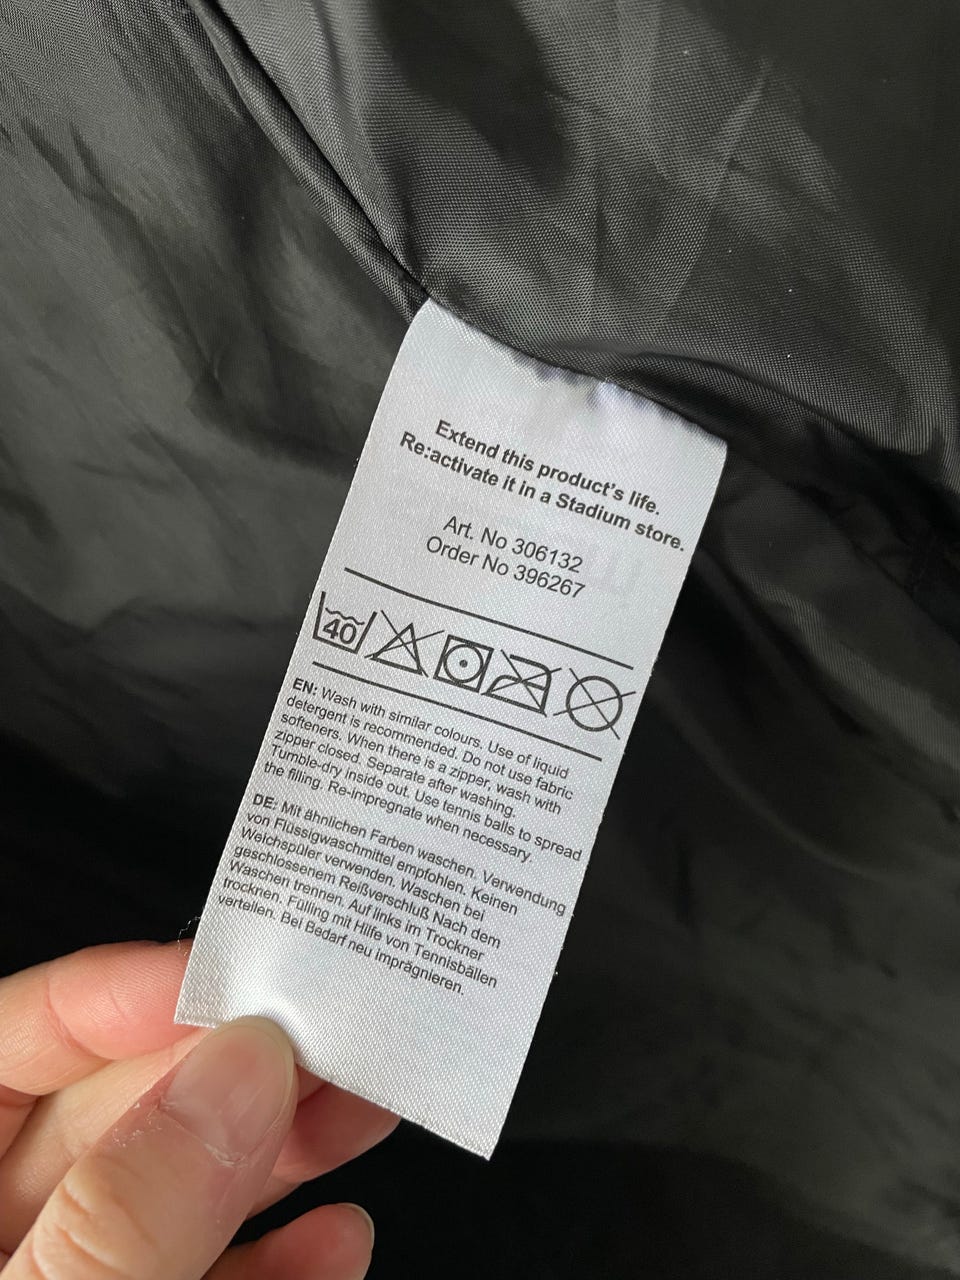 Extend this product's life.
Re:activate it in a Stadium store.
Art. No 306132
Order No 396267
40
EN: Wash with similar colours. Use of liquid
detergent is recommended. Do not use fabric
softeners. When there is a zipper, wash with
zipper closed. Separate after washing.
Tumble-dry inside out. Use tennis balls to spread
the filling. Re-impregnate when necessary.
DE: Mit ähnlichen Farben waschen. Verwendung
von Flüssigwaschmittel empfohlen. Keinen
Weichspüler verwenden. Waschen bei
geschlossenem Reißverschluß Nach dem
Waschen trennen. Auf links im Trockner
trocknen. Fülling mit Hilfe von Tennisbällen
verteilen. Bei Bedarf neu imprägnieren.